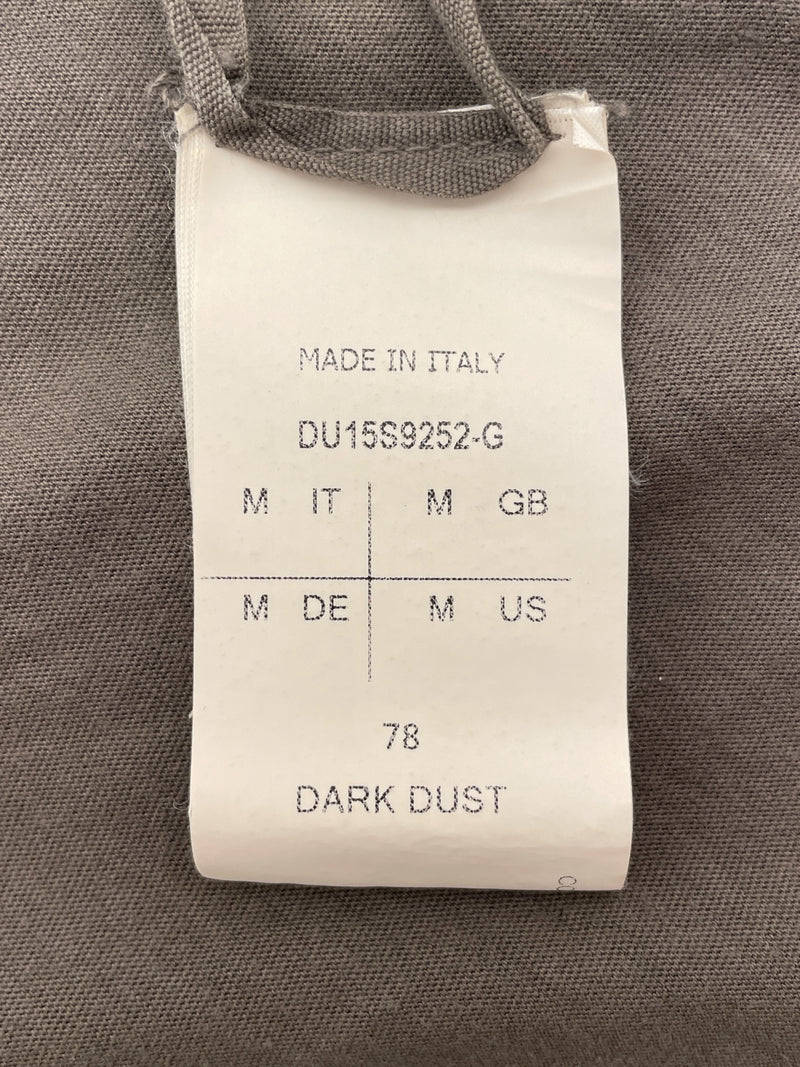 MADE IN ITALY
DU15S9252-G
M IT M GB
M DE M US
78
DARK DUST